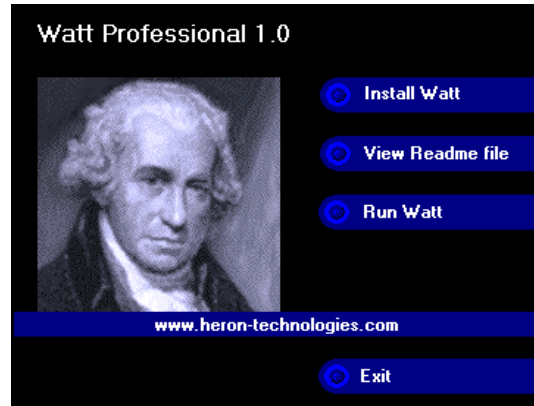 Watt Professional 1.0
Install Watt
View Readme file
Run Watt
www.heron-technologies.com
Exit